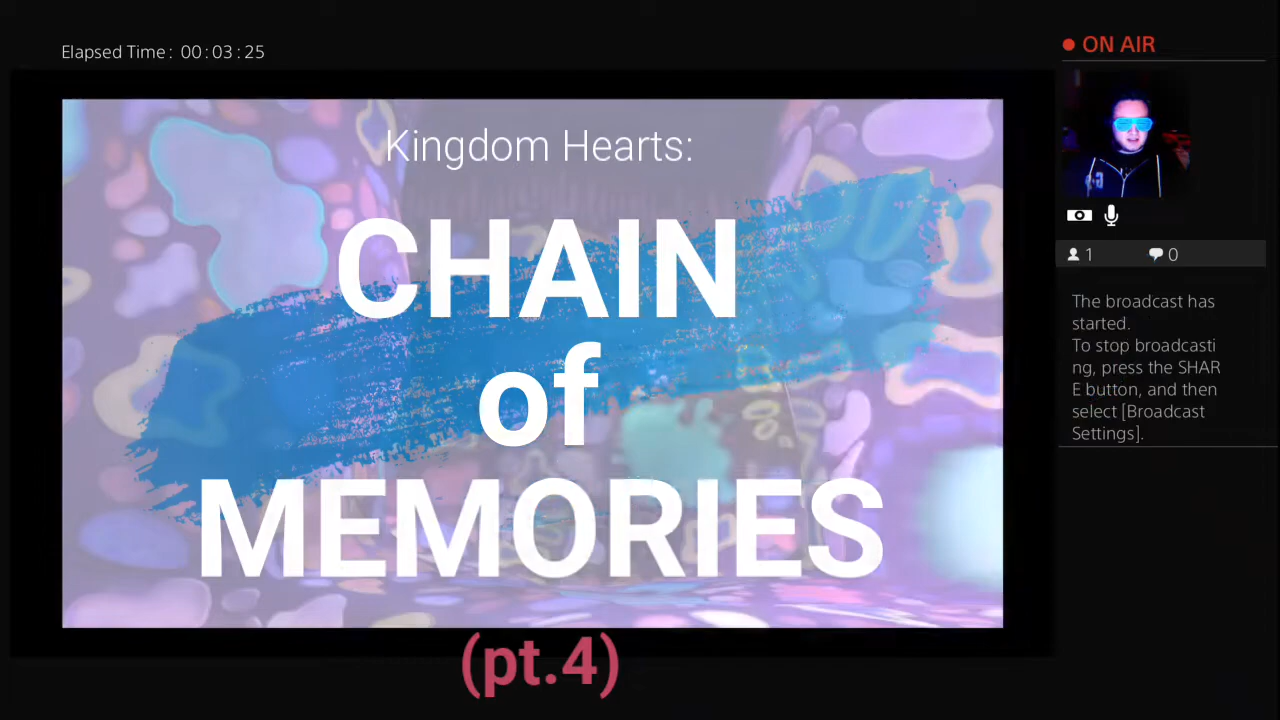 Elapsed Time: 00:03:25
ON AIR
Kingdom Hearts:
CHAIN
of
MEMORIES
(pt.4)
1 0
The broadcast has
started.
To stop broadcasti
ng, press the SHAR
E button, and then
select [Broadcast
Settings].